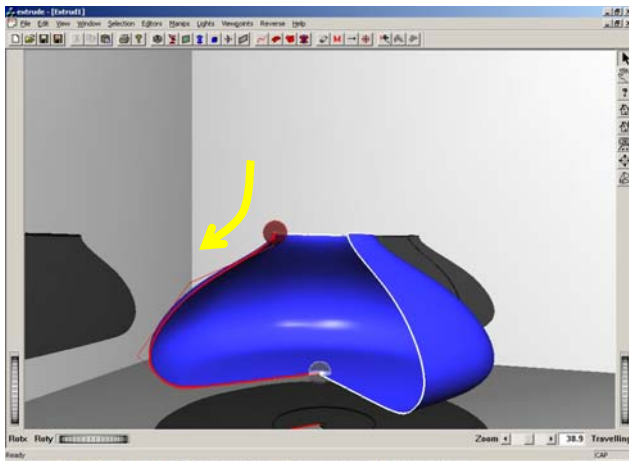 extrude - [Extrud1]
File Edit View Window Selection Editors Manips Lights Viewpoints Reverse Help
Rotx Roty Zoom 38.9 Travelling
Ready CAP